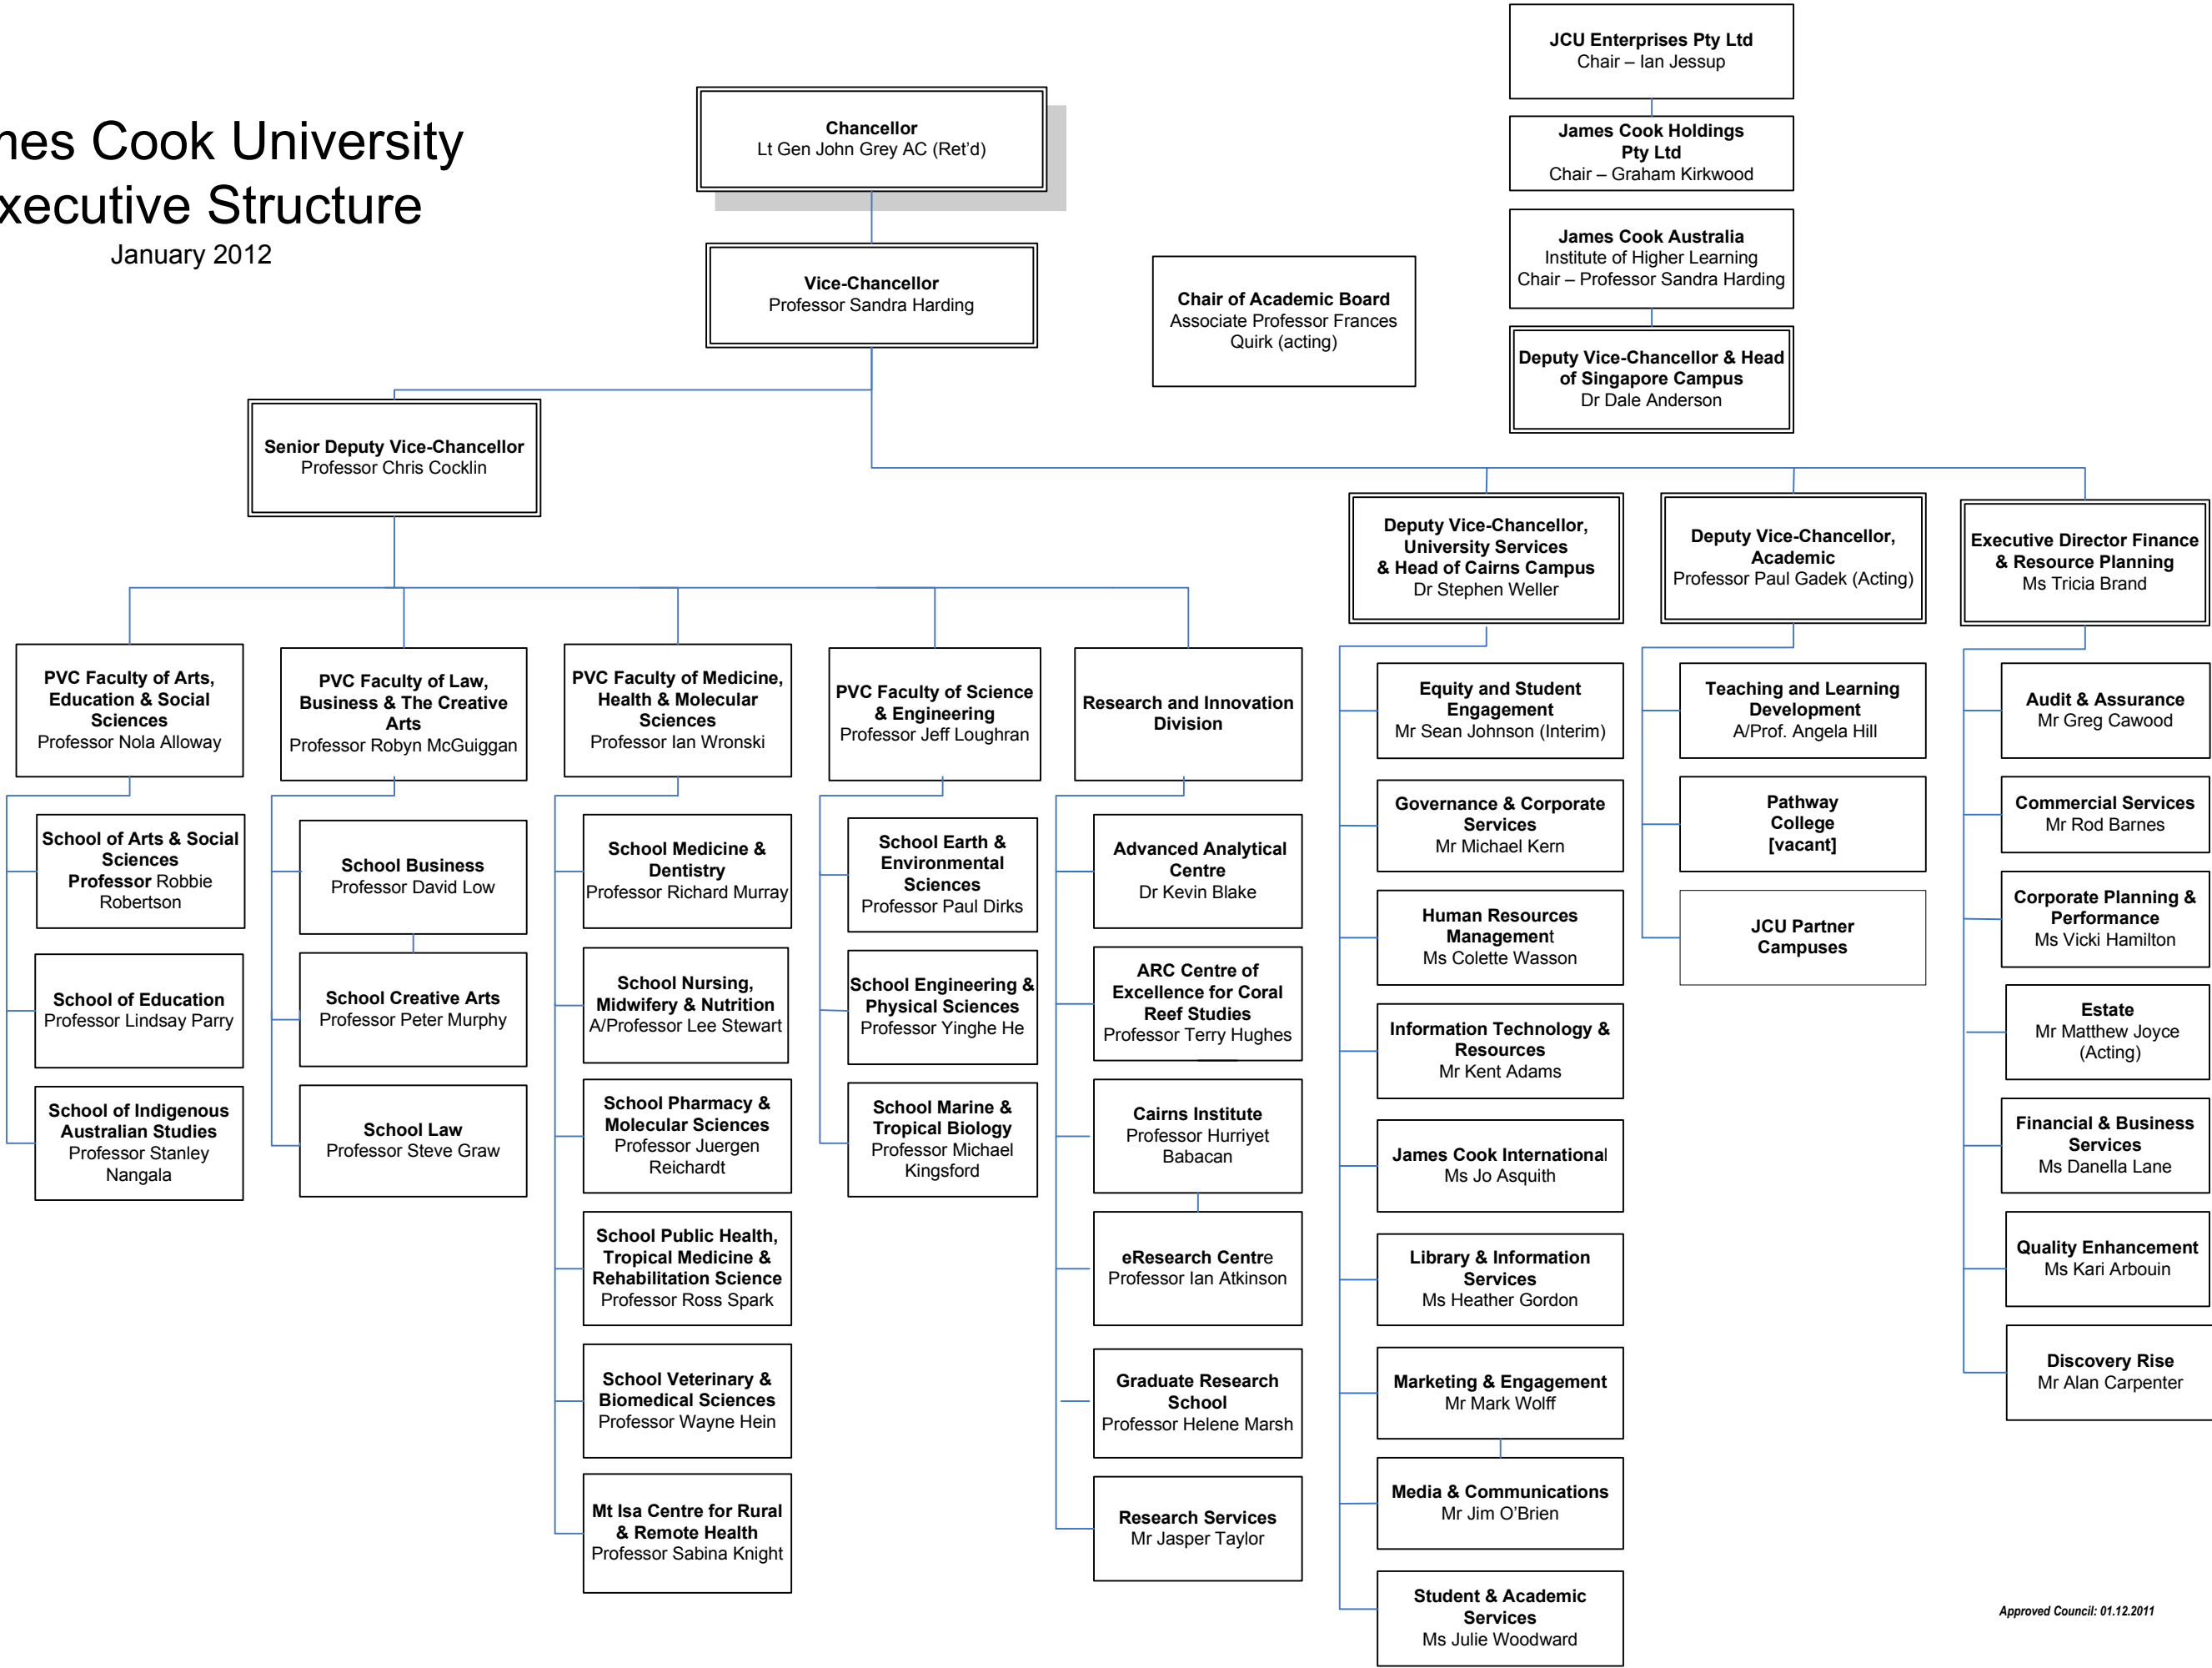 mes Cook University
xecutive Structure
January 2012
Chancellor
Lt Gen John Grey AC (Ret'd)
Vice-Chancellor
Professor Sandra Harding
Chair of Academic Board
Associate Professor Frances
Quirk (acting)
JCU Enterprises Pty Ltd
Chair – Ian Jessup
James Cook Holdings
Pty Ltd
Chair – Graham Kirkwood
James Cook Australia
Institute of Higher Learning
Chair – Professor Sandra Harding
Deputy Vice-Chancellor & Head
of Singapore Campus
Dr Dale Anderson
Senior Deputy Vice-Chancellor
Professor Chris Cocklin
Deputy Vice-Chancellor,
University Services
& Head of Cairns Campus
Dr Stephen Weller
Deputy Vice-Chancellor,
Academic
Professor Paul Gadek (Acting)
Executive Director Finance
& Resource Planning
Ms Tricia Brand
PVC Faculty of Arts,
Education & Social
Sciences
Professor Nola Alloway
School of Arts & Social
Sciences
Professor Robbie
Robertson
School of Education
Professor Lindsay Parry
School of Indigenous
Australian Studies
Professor Stanley
Nangala
PVC Faculty of Law,
Business & The Creative
Arts
Professor Robyn McGuiggan
School Business
Professor David Low
School Creative Arts
Professor Peter Murphy
School Law
Professor Steve Graw
PVC Faculty of Medicine,
Health & Molecular
Sciences
Professor Ian Wronski
School Medicine &
Dentistry
Professor Richard Murray
School Nursing,
Midwifery & Nutrition
A/Professor Lee Stewart
School Pharmacy &
Molecular Sciences
Professor Juergen
Reichardt
School Public Health,
Tropical Medicine &
Rehabilitation Science
Professor Ross Spark
School Veterinary &
Biomedical Sciences
Professor Wayne Hein
Mt Isa Centre for Rural
& Remote Health
Professor Sabina Knight
PVC Faculty of Science
& Engineering
Professor Jeff Loughran
School Earth &
Environmental
Sciences
Professor Paul Dirks
School Engineering &
Physical Sciences
Professor Yinghe He
School Marine &
Tropical Biology
Professor Michael
Kingsford
Research and Innovation
Division
Advanced Analytical
Centre
Dr Kevin Blake
ARC Centre of
Excellence for Coral
Reef Studies
Professor Terry Hughes
Cairns Institute
Professor Hurriyet
Babacan
eResearch Centre
Professor Ian Atkinson
Graduate Research
School
Professor Helene Marsh
Research Services
Mr Jasper Taylor
Equity and Student
Engagement
Mr Sean Johnson (Interim)
Governance & Corporate
Services
Mr Michael Kern
Human Resources
Management
Ms Colette Wasson
Information Technology &
Resources
Mr Kent Adams
James Cook International
Ms Jo Asquith
Library & Information
Services
Ms Heather Gordon
Marketing & Engagement
Mr Mark Wolff
Media & Communications
Mr Jim O'Brien
Student & Academic
Services
Ms Julie Woodward
Teaching and Learning
Development
A/Prof. Angela Hill
Pathway
College
[vacant]
JCU Partner
Campuses
Audit & Assurance
Mr Greg Cawood
Commercial Services
Mr Rod Barnes
Corporate Planning &
Performance
Ms Vicki Hamilton
Estate
Mr Matthew Joyce
(Acting)
Financial & Business
Services
Ms Danella Lane
Quality Enhancement
Ms Kari Arbouin
Discovery Rise
Mr Alan Carpenter
Approved Council: 01.12.2011